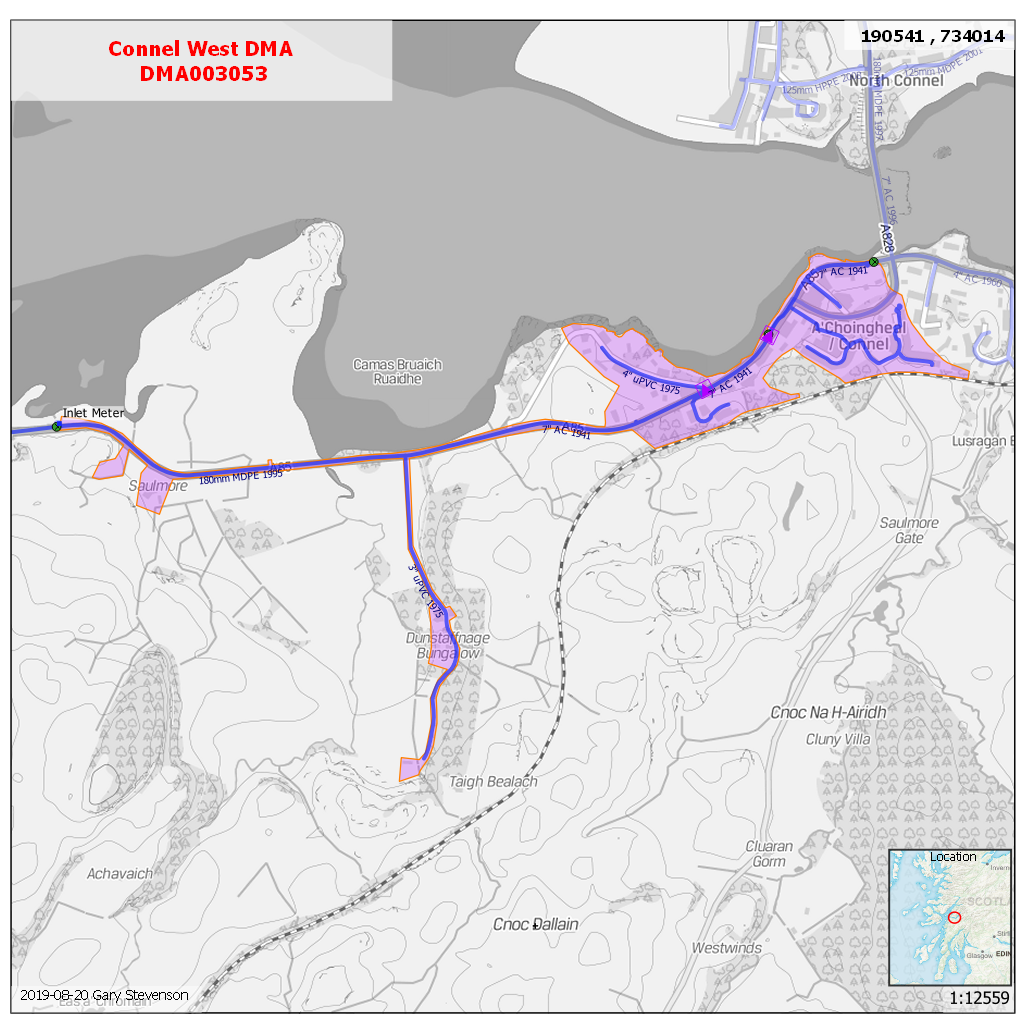 Connel West DMA
DMA003053
190541 , 734014
North Connel
125mm HPPE 2008
125mm MDPE 2001
180mm MDPE 1997
7" AC 1996
A828
4" AC 1960
7" AC 1941
A'Choingheal
/ Connel
Camas Bruaich
Ruaidhe
4" uPVC 1975
7" AC 1941
Inlet Meter
A85
7" AC 1941
Lusragan
A85
180mm MDPE 1995
Saulmore
Saulmore
Gate
3" uPVC 1975
Dunstaffnage
Bungalow
Cnoc Na H-Airidh
Cluny Villa
Taigh Bealach
Cluaran
Gorm
Achavaich
Cnoc Dallain
Westwinds
Location
SCOTL
Glasgow
EDIN
2019-08-20 Gary Stevenson
1:12559